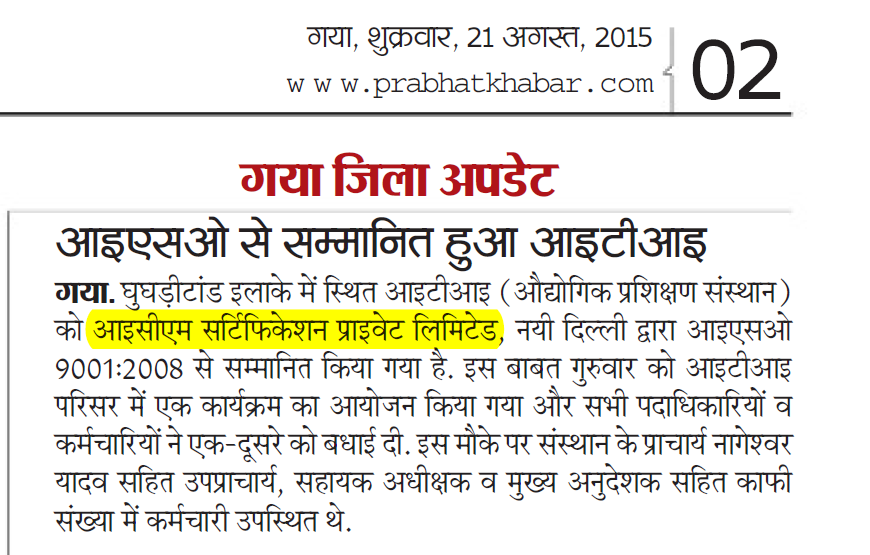 गया, शुक्रवार, 21 अगस्त, 2015
www.prabhatkhabar.com
02
गया जिला अपडेट
आइएसओ से सम्मानित हुआ आइटीआइ
गया. घुघड़ीटांड इलाके में स्थित आइटीआइ (औद्योगिक प्रशिक्षण संस्थान)
को आइसीएम सर्टिफिकेशन प्राइवेट लिमिटेड, नयी दिल्ली द्वारा आइएसओ
9001:2008 से सम्मानित किया गया है. इस बाबत गुरुवार को आइटीआइ
परिसर में एक कार्यक्रम का आयोजन किया गया और सभी पदाधिकारियों व
कर्मचारियों ने एक-दूसरे को बधाई दी. इस मौके पर संस्थान के प्राचार्य नागेश्वर
यादव सहित उपप्राचार्य, सहायक अधीक्षक व मुख्य अनुदेशक सहित काफी
संख्या में कर्मचारी उपस्थित थे.